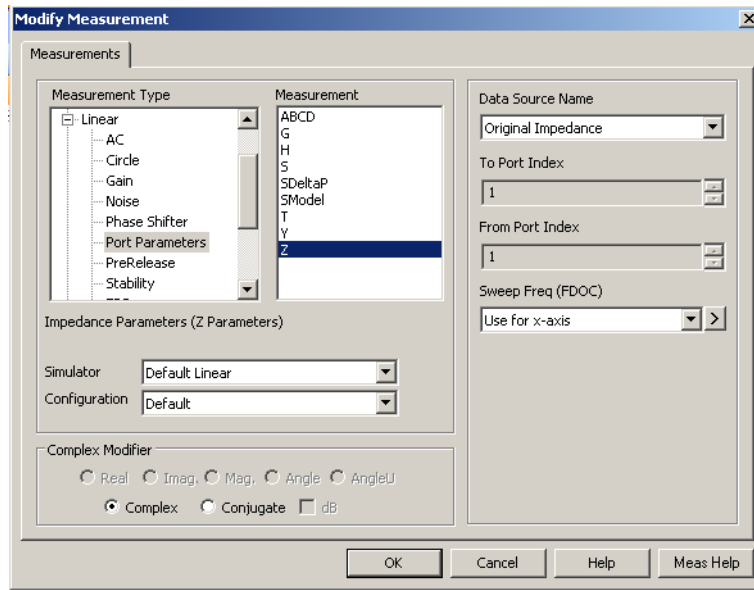 Modify Measurement
Measurements
Measurement Type
Linear
AC
Circle
Gain
Noise
Phase Shifter
Port Parameters
PreRelease
Stability
Measurement
ABCD
G
H
S
SDeltaP
SModel
T
Y
Z
Impedance Parameters (Z Parameters)
Simulator
Default Linear
Configuration
Default
Complex Modifier
Real Imag. Mag. Angle AngleU
Complex Conjugate dB
Data Source Name
Original Impedance
To Port Index
1
From Port Index
1
Sweep Freq (FDOC)
Use for x-axis
>
OK Cancel Help Meas Help